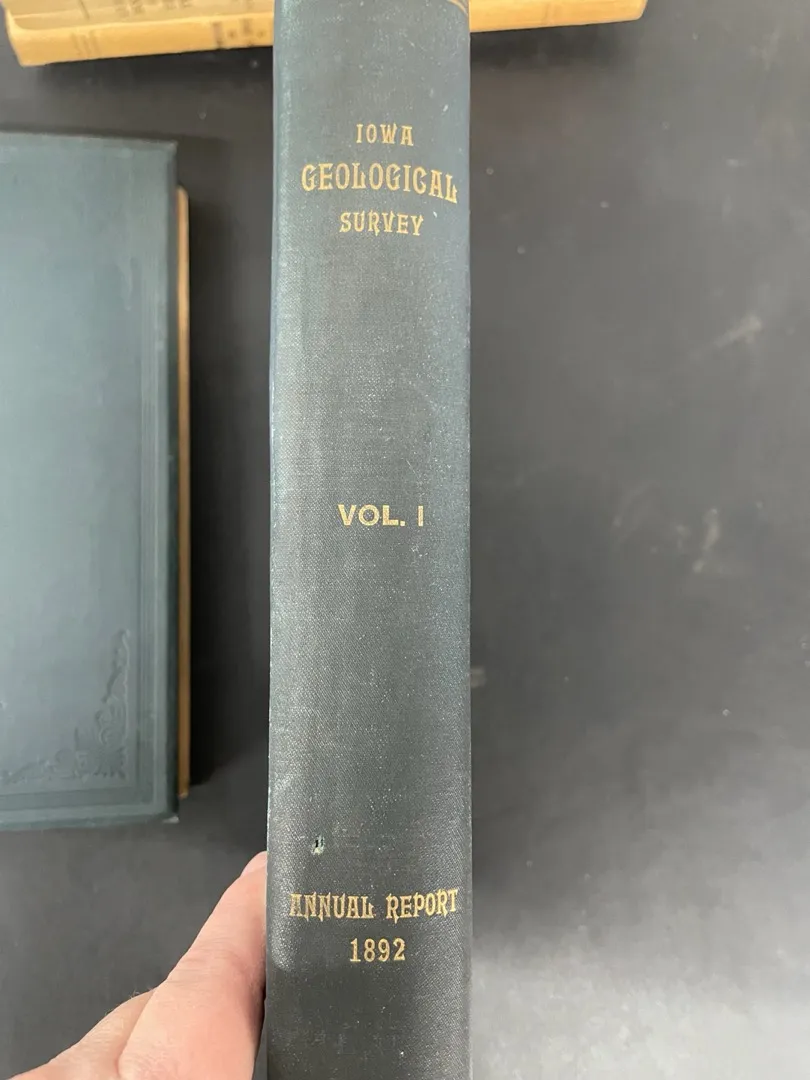 IOWA
GEOLOGICAL
SURVEY
VOL. I
ANNUAL REPORT
1892